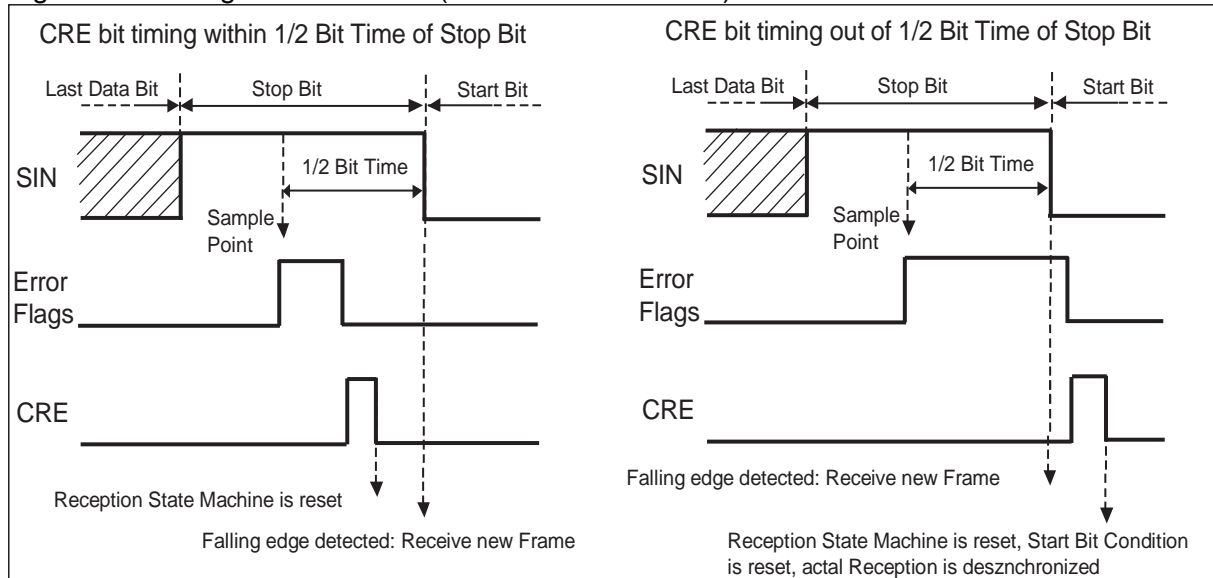 CRE bit timing within 1/2 Bit Time of Stop Bit
Last Data Bit
Stop Bit
Start Bit
SIN
1/2 Bit Time
Sample
Point
Error
Flags
CRE
Reception State Machine is reset
Falling edge detected: Receive new Frame
CRE bit timing out of 1/2 Bit Time of Stop Bit
Last Data Bit
Stop Bit
Start Bit
SIN
1/2 Bit Time
Sample
Point
Error
Flags
CRE
Falling edge detected: Receive new Frame
Reception State Machine is reset, Start Bit Condition
is reset, actal Reception is desznchronized